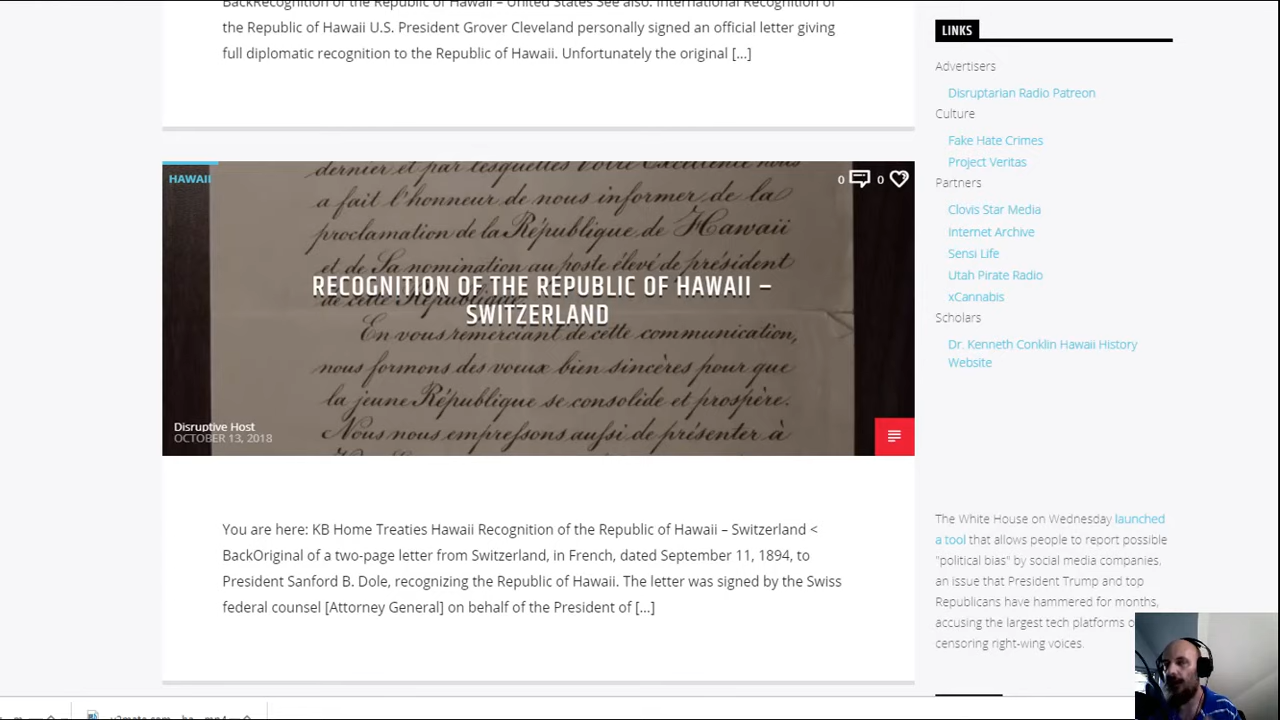 BackRecognition of the Republic of Hawaii – United States See also: International Recognition of
the Republic of Hawaii U.S. President Grover Cleveland personally signed an official letter giving
full diplomatic recognition to the Republic of Hawaii. Unfortunately the original [...]
HAWAII
0 0
dernier et par lesquelles Votre Excellence nous
a fait l'honneur de nous informer de la
proclamation de la République de Hawaii
et de Sa nomination au poste élevé de président
de cette République.
RECOGNITION OF THE REPUBLIC OF HAWAII –
SWITZERLAND
En vous remerciant de cette communication,
nous formons des vœux bien sincères pour que
la jeune République se consolide et prospère.
Nous nous empressons aussi de présenter à
Disruptive Host
OCTOBER 13, 2018
You are here: KB Home Treaties Hawaii Recognition of the Republic of Hawaii – Switzerland <
BackOriginal of a two-page letter from Switzerland, in French, dated September 11, 1894, to
President Sanford B. Dole, recognizing the Republic of Hawaii. The letter was signed by the Swiss
federal counsel [Attorney General] on behalf of the President of [...]
LINKS
Advertisers
Disruptarian Radio Patreon
Culture
Fake Hate Crimes
Project Veritas
Partners
Clovis Star Media
Internet Archive
Sensi Life
Utah Pirate Radio
xCannabis
Scholars
Dr. Kenneth Conklin Hawaii History
Website
The White House on Wednesday launched
a tool that allows people to report possible
"political bias" by social media companies,
an issue that President Trump and top
Republicans have hammered for months,
accusing the largest tech platforms
censoring right-wing voices.